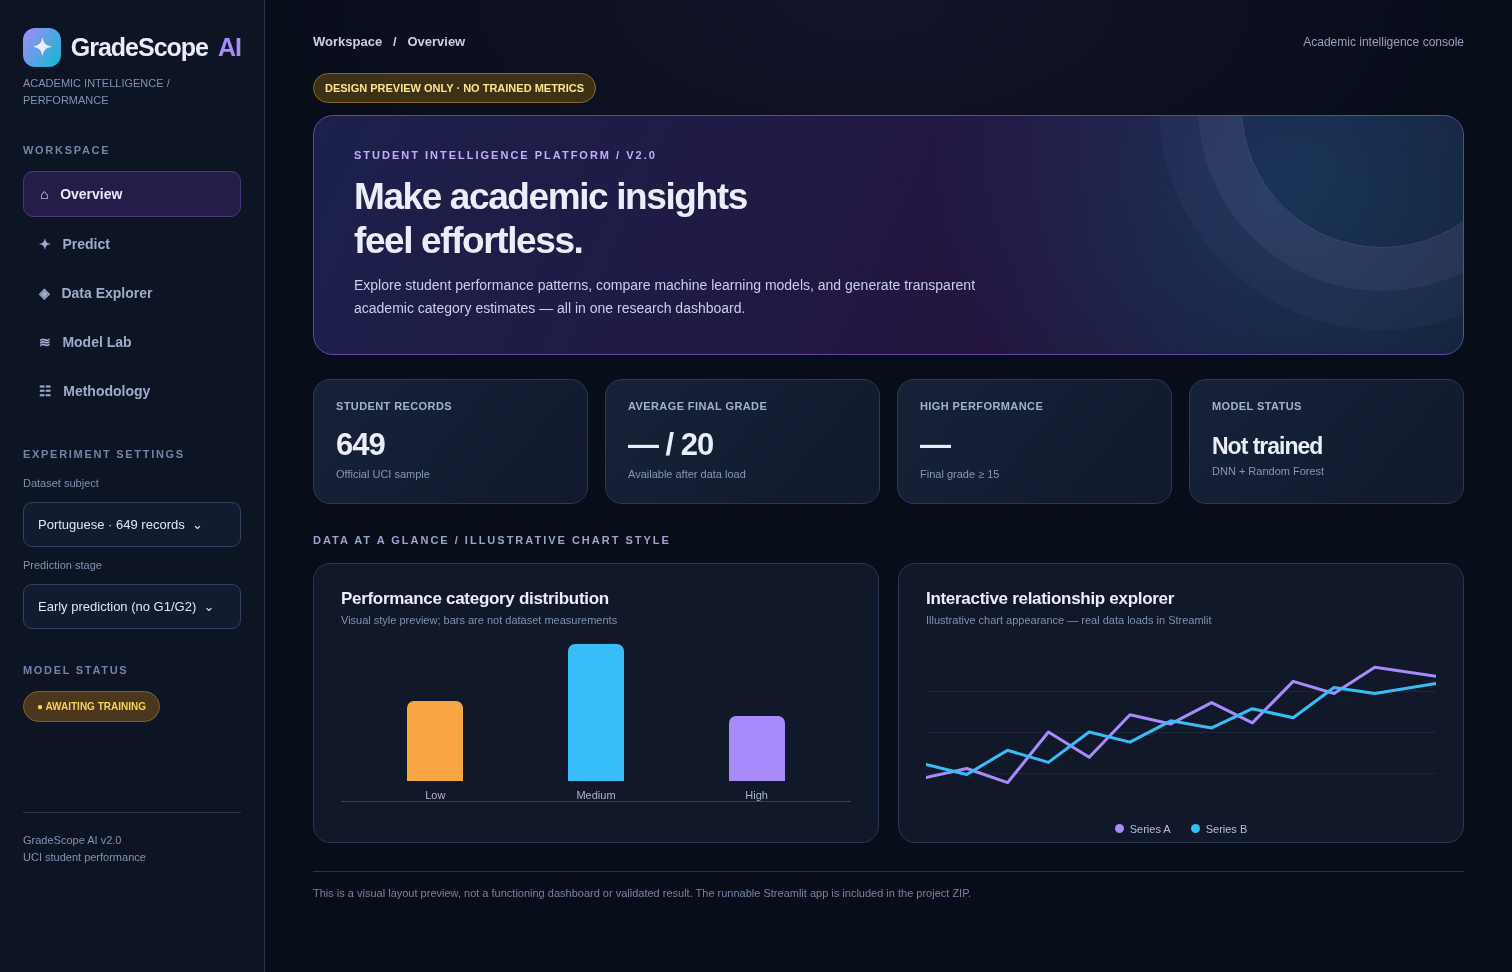 GradeScope AI
ACADEMIC INTELLIGENCE /
PERFORMANCE
WORKSPACE
Overview
Predict
Data Explorer
Model Lab
Methodology
EXPERIMENT SETTINGS
Dataset subject
Portuguese · 649 records
Prediction stage
Early prediction (no G1/G2)
MODEL STATUS
● AWAITING TRAINING
GradeScope AI v2.0
UCI student performance
Workspace / Overview
Academic intelligence console
DESIGN PREVIEW ONLY · NO TRAINED METRICS
STUDENT INTELLIGENCE PLATFORM / V2.0
Make academic insights
feel effortless.
Explore student performance patterns, compare machine learning models, and generate transparent
academic category estimates — all in one research dashboard.
STUDENT RECORDS
649
Official UCI sample
AVERAGE FINAL GRADE
— / 20
Available after data load
HIGH PERFORMANCE
—
Final grade ≥ 15
MODEL STATUS
Not trained
DNN + Random Forest
DATA AT A GLANCE / ILLUSTRATIVE CHART STYLE
Performance category distribution
Visual style preview; bars are not dataset measurements
Low
Medium
High
Interactive relationship explorer
Illustrative chart appearance — real data loads in Streamlit
Series A
Series B
This is a visual layout preview, not a functioning dashboard or validated result. The runnable Streamlit app is included in the project ZIP.